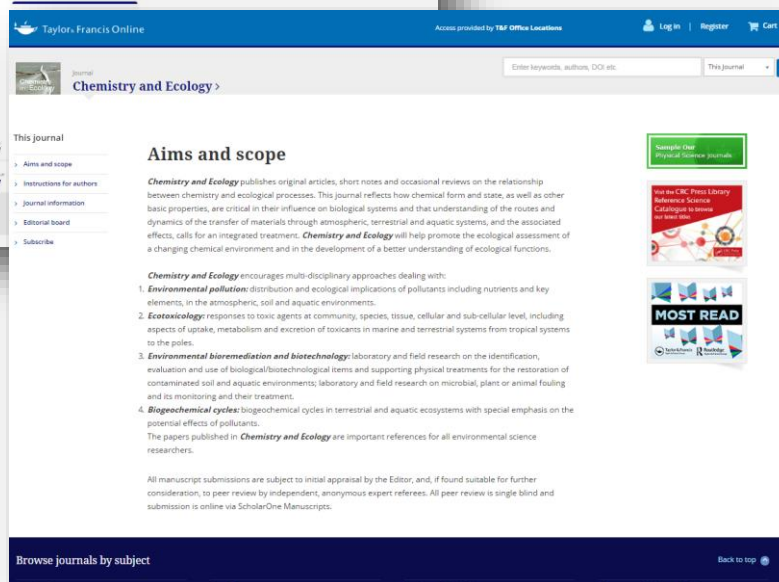 Taylor & Francis Online
Access provided by T&F Office Locations
Log in | Register Cart
Journal
Chemistry and Ecology ›
Enter keywords, authors, DOI etc.
This Journal
This journal
› Aims and scope
› Instructions for authors
› Journal information
› Editorial board
› Subscribe
Aims and scope
Chemistry and Ecology publishes original articles, short notes and occasional reviews on the relationship
between chemistry and ecological processes. This journal reflects how chemical form and state, as well as other
basic properties, are critical in their influence on biological systems and that understanding of the routes and
dynamics of the transfer of materials through atmospheric, terrestrial and aquatic systems, and the associated
effects, calls for an integrated treatment. Chemistry and Ecology will help promote the ecological assessment of
a changing chemical environment and in the development of a better understanding of ecological functions.
Chemistry and Ecology encourages multi-disciplinary approaches dealing with:
1. Environmental pollution: distribution and ecological implications of pollutants including nutrients and key
elements, in the atmospheric, soil and aquatic environments.
2. Ecotoxicology: responses to toxic agents at community, species, tissue, cellular and sub-cellular level, including
aspects of uptake, metabolism and excretion of toxicants in marine and terrestrial systems from tropical systems
to the poles.
3. Environmental bioremediation and biotechnology: laboratory and field research on the identification,
evaluation and use of biological/biotechnological items and supporting physical treatments for the restoration of
contaminated soil and aquatic environments; laboratory and field research on microbial, plant or animal fouling
and its monitoring and their treatment.
4. Biogeochemical cycles: biogeochemical cycles in terrestrial and aquatic ecosystems with special emphasis on the
potential effects of pollutants.
The papers published in Chemistry and Ecology are important references for all environmental science
researchers.
All manuscript submissions are subject to initial appraisal by the Editor, and, if found suitable for further
consideration, to peer review by independent, anonymous expert referees. All peer review is single blind and
submission is online via ScholarOne Manuscripts.
Sample Our
Physical Science Journals
Visit the CRC Press Library
Reference Science
Catalogue to browse
our latest titles
MOST READ
Taylor & Francis
Routledge
Browse journals by subject
Back to top